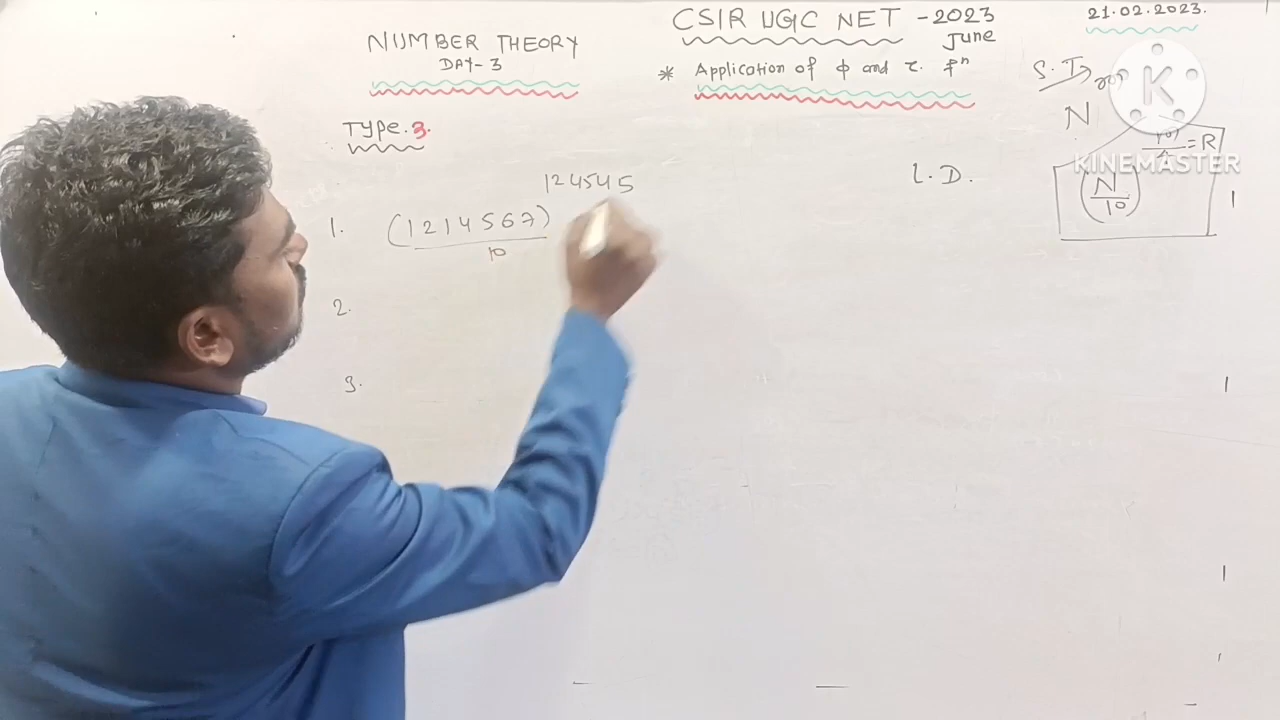 CSIR UGC NET - 2023
June
21.02.2023.
NUMBER THEORY
DAY-3
* Application of ϕ and τ. fⁿ
S.I
N
K
KINEMASTER
= R
Type.3.
L.D.
(N/10)
124545
1. (1214567)
10
2.
3.